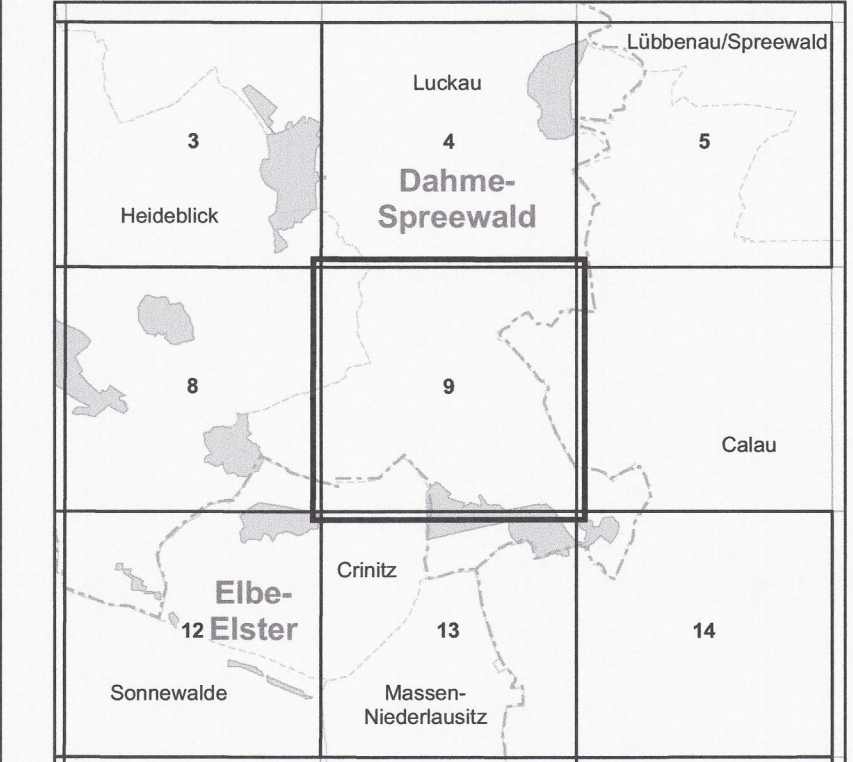 Lübbenau/Spreewald
Luckau
3
4
5
Dahme-
Spreewald
Heideblick
8
9
Calau
Crinitz
Elbe-
12 Elster
13
14
Sonnewalde
Massen-
Niederlausitz